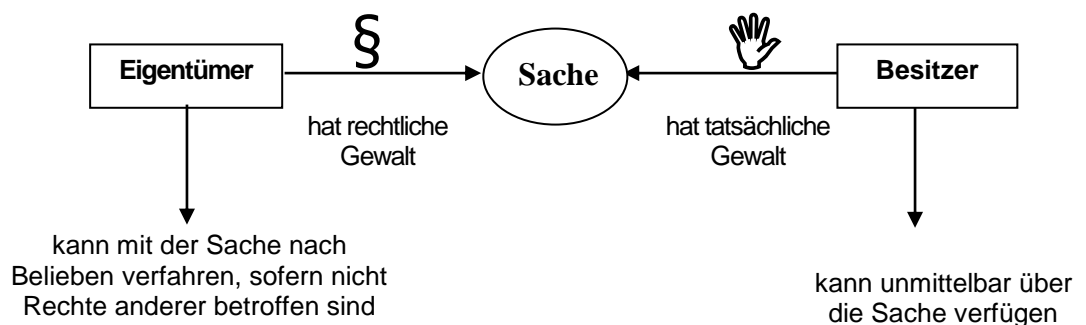 §
Eigentümer
Sache
Besitzer
hat rechtliche
Gewalt
hat tatsächliche
Gewalt
kann mit der Sache nach
Belieben verfahren, sofern nicht
Rechte anderer betroffen sind
kann unmittelbar über
die Sache verfügen